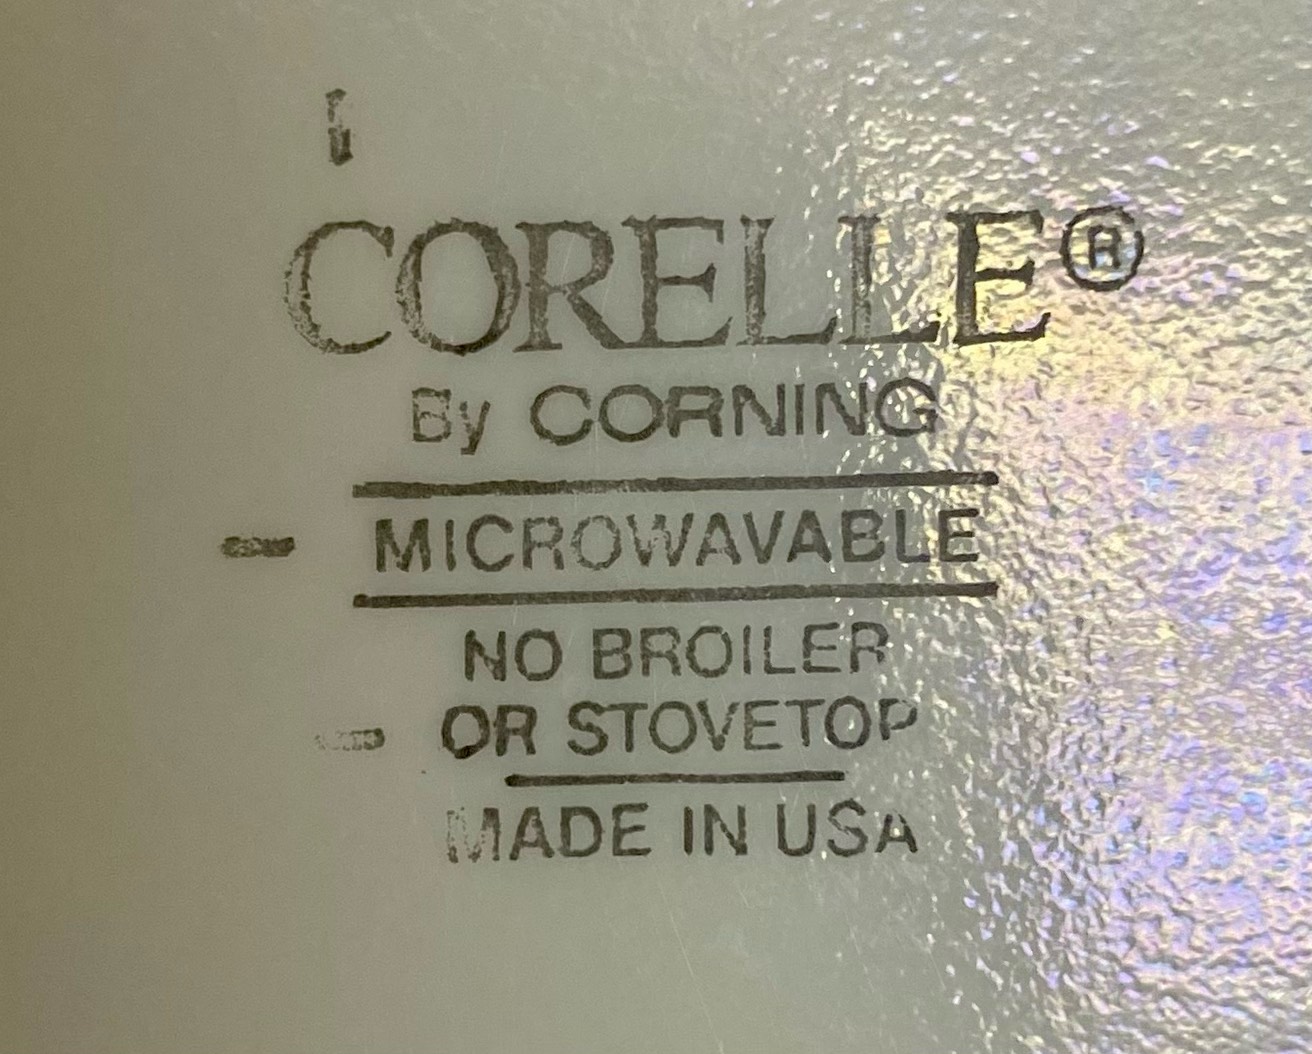 CORELLE®
By CORNING
MICROWAVABLE
NO BROILER
OR STOVETOP
MADE IN USA